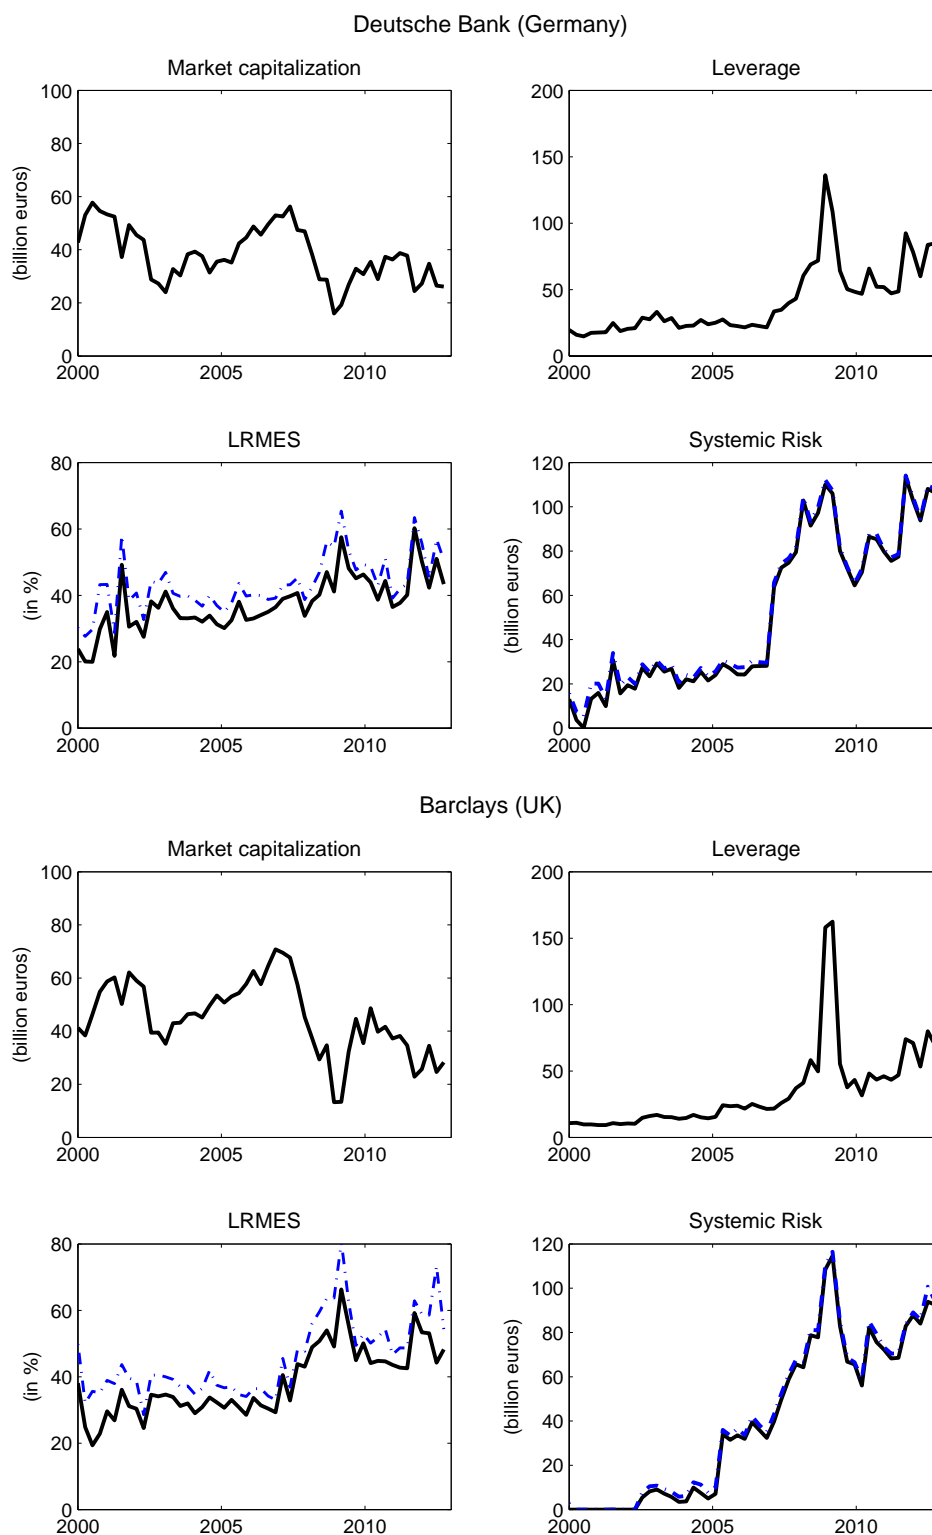 Deutsche Bank (Germany)
Market capitalization
Leverage
100
80
60
40
20
0
(billion euros)
2000 2005 2010
200
150
100
50
0
2000 2005 2010
LRMES
Systemic Risk
80
60
40
20
0
(in %)
2000 2005 2010
120
100
80
60
40
20
0
(billion euros)
2000 2005 2010
Barclays (UK)
Market capitalization
Leverage
100
80
60
40
20
0
(billion euros)
2000 2005 2010
200
150
100
50
0
2000 2005 2010
LRMES
Systemic Risk
80
60
40
20
0
(in %)
2000 2005 2010
120
100
80
60
40
20
0
(billion euros)
2000 2005 2010